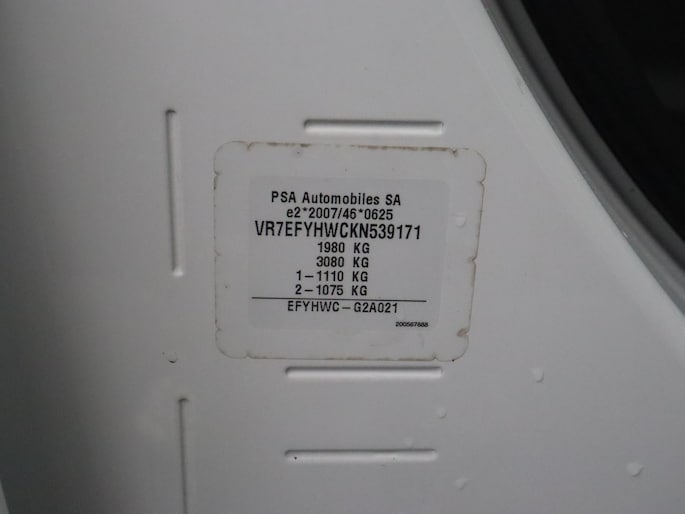 PSA Automobiles SA
e2*2007/46*0625
VR7EFYHWCKN539171
1980 KG
3080 KG
1-1110 KG
2-1075 KG
EFYHWC-G2A021
200567888